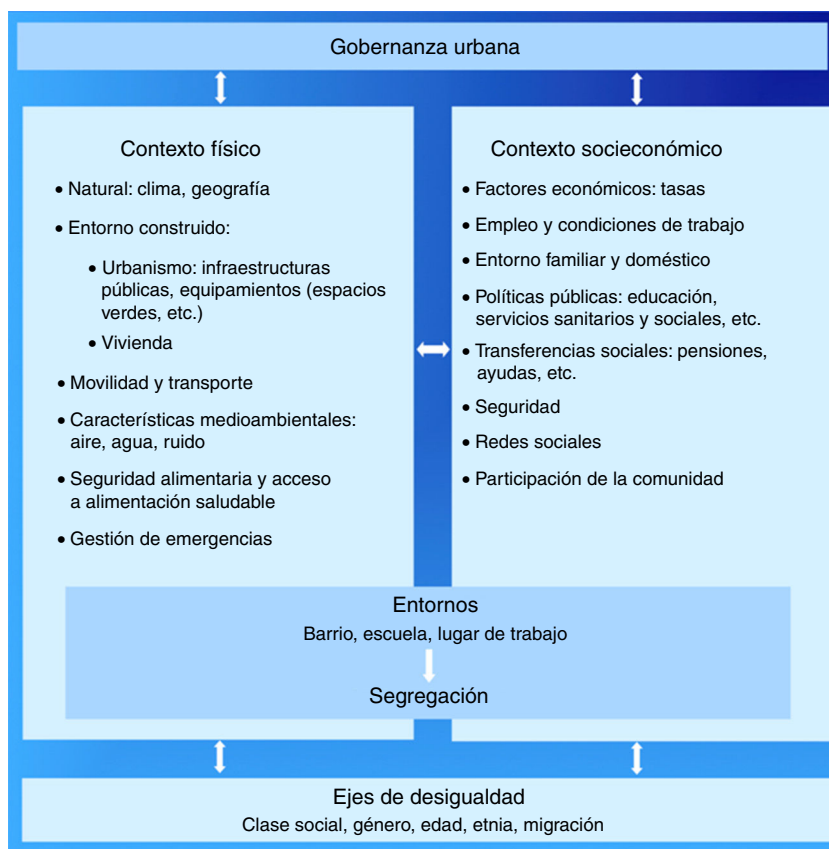 Gobernanza urbana
Contexto físico
• Natural: clima, geografía
• Entorno construido:
• Urbanismo: infraestructuras
públicas, equipamientos (espacios
verdes, etc.)
• Vivienda
• Movilidad y transporte
• Características medioambientales:
aire, agua, ruido
• Seguridad alimentaria y acceso
a alimentación saludable
• Gestión de emergencias
Contexto socieconómico
• Factores económicos: tasas
• Empleo y condiciones de trabajo
• Entorno familiar y doméstico
• Políticas públicas: educación,
servicios sanitarios y sociales, etc.
• Transferencias sociales: pensiones,
ayudas, etc.
• Seguridad
• Redes sociales
• Participación de la comunidad
Entornos
Barrio, escuela, lugar de trabajo
Segregación
Ejes de desigualdad
Clase social, género, edad, etnia, migración